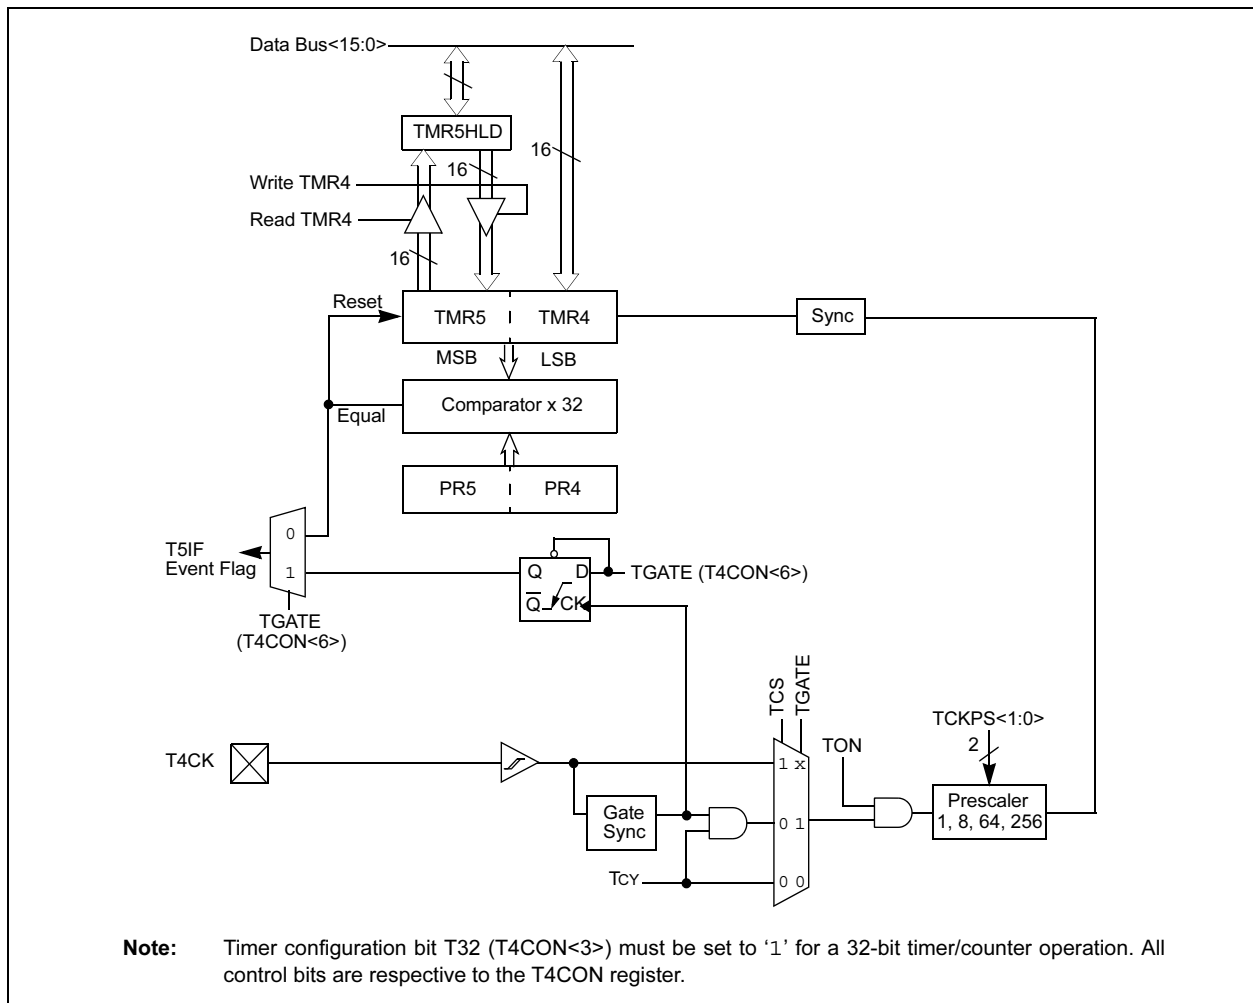 Data Bus<15:0>
TMR5HLD
16
16
Write TMR4
Read TMR4
16
Reset
TMR5
TMR4
Sync
MSB
LSB
Equal
Comparator x 32
PR5
PR4
0
T5IF
Event Flag
1
Q
D
TGATE (T4CON<6>)
Q
CK
TGATE
(T4CON<6>)
TCS
TGATE
TCKPS<1:0>
2
TON
T4CK
1 x
Prescaler
1, 8, 64, 256
Gate
Sync
0 1
TCY
0 0
Note: Timer configuration bit T32 (T4CON<3>) must be set to ‘1’ for a 32-bit timer/counter operation. All
control bits are respective to the T4CON register.